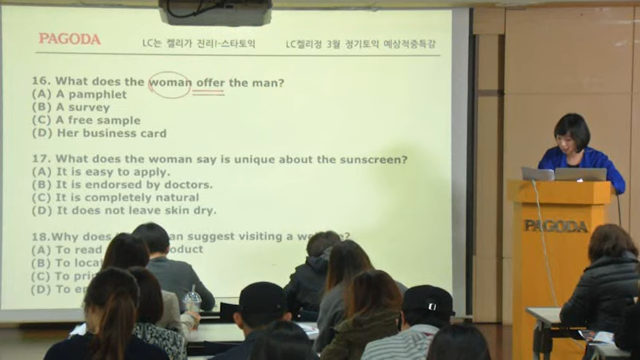 PAGODA LC는 켈리가 진리!-스타토익 LC켈리정 3월 정기토익 예상적중특강
16. What does the woman offer the man?
(A) A pamphlet
(B) A survey
(C) A free sample
(D) Her business card
17. What does the woman say is unique about the sunscreen?
(A) It is easy to apply.
(B) It is endorsed by doctors.
(C) It is completely natural
(D) It does not leave skin dry.
18.Why does an suggest visiting a we ?
(A) To read oduct
(B) To loca
(C) To pri
(D) To e
PAGODA